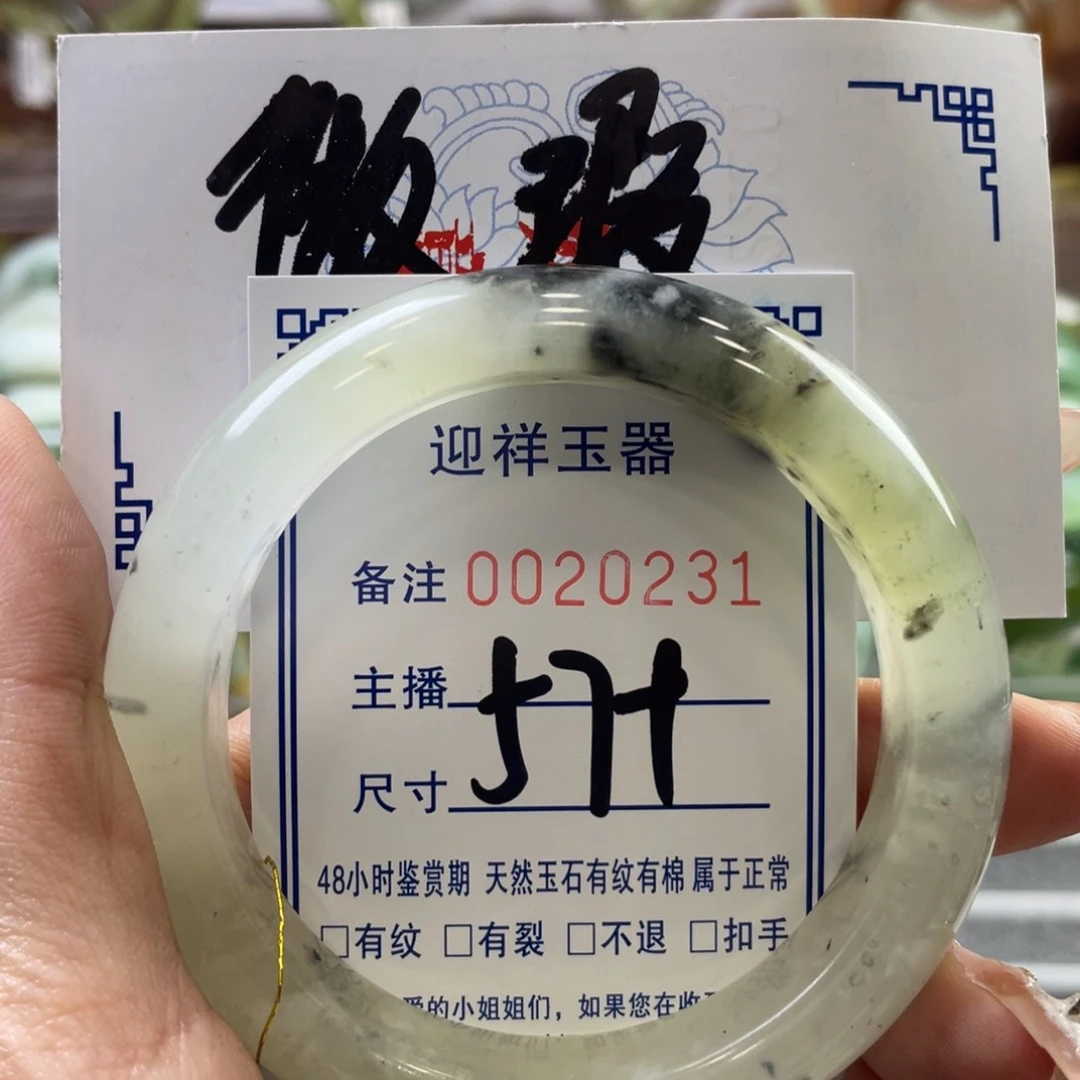 微瑕
迎祥玉器
备注 0020231
主播
尺寸
48小时鉴赏期 天然玉石有纹有棉 属于正常
□有纹 □有裂 □不退 □扣手
的小姐姐们，如果您在收